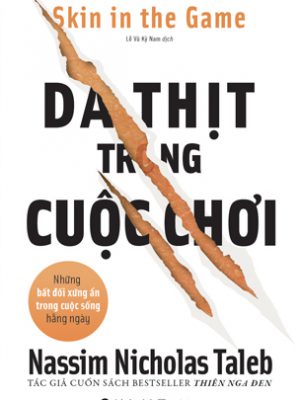 Skin in the Game
Lê Vũ Kỳ Nam dịch
DA THỊT
TRONG
CUỘC CHƠI
Những
bất đối xứng ẩn
trong cuộc sống
hằng ngày
Nassim Nicholas Taleb
TÁC GIẢ CUỐN SÁCH BESTSELLER THIÊN NGA ĐEN